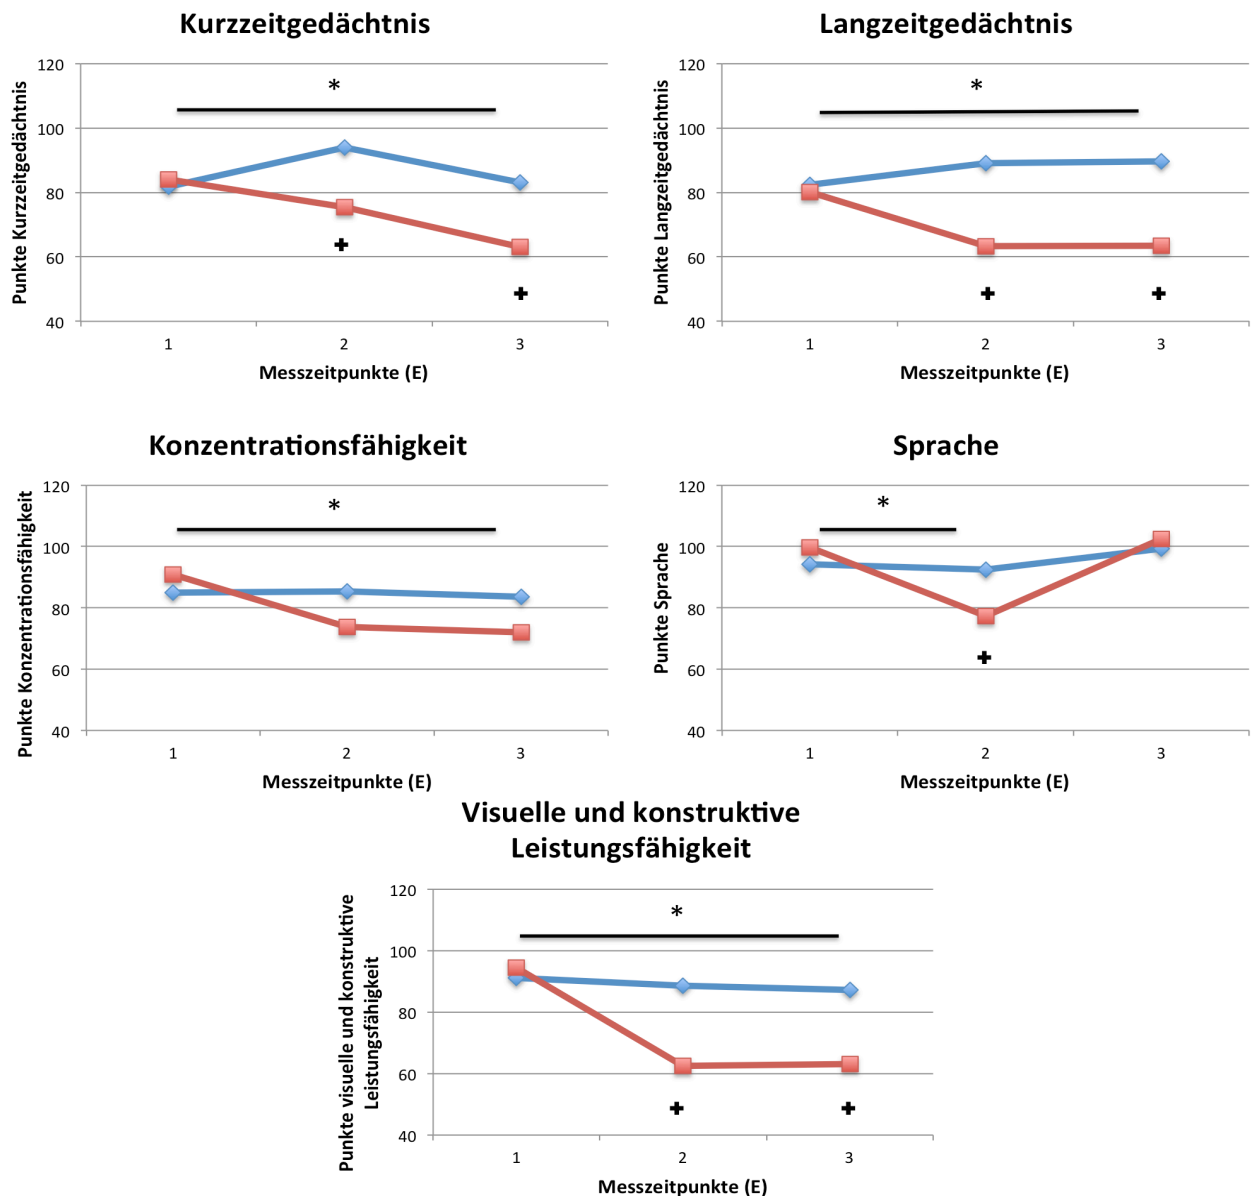 Kurzzeitgedächtnis
Punkte Kurzzeitgedächtnis
120
100
80
60
40
*
+
+
1 2 3
Messzeitpunkte (E)
Langzeitgedächtnis
Punkte Langzeitgedächtnis
120
100
80
60
40
*
+
+
1 2 3
Messzeitpunkte (E)
Konzentrationsfähigkeit
Punkte Konzentrationsfähigkeit
120
100
80
60
40
*
1 2 3
Messzeitpunkte (E)
Sprache
Punkte Sprache
120
100
80
60
40
*
+
1 2 3
Messzeitpunkte (E)
Visuelle und konstruktive
Leistungsfähigkeit
Punkte visuelle und konstruktive
Leistungsfähigkeit
120
100
80
60
40
*
+
+
1 2 3
Messzeitpunkte (E)